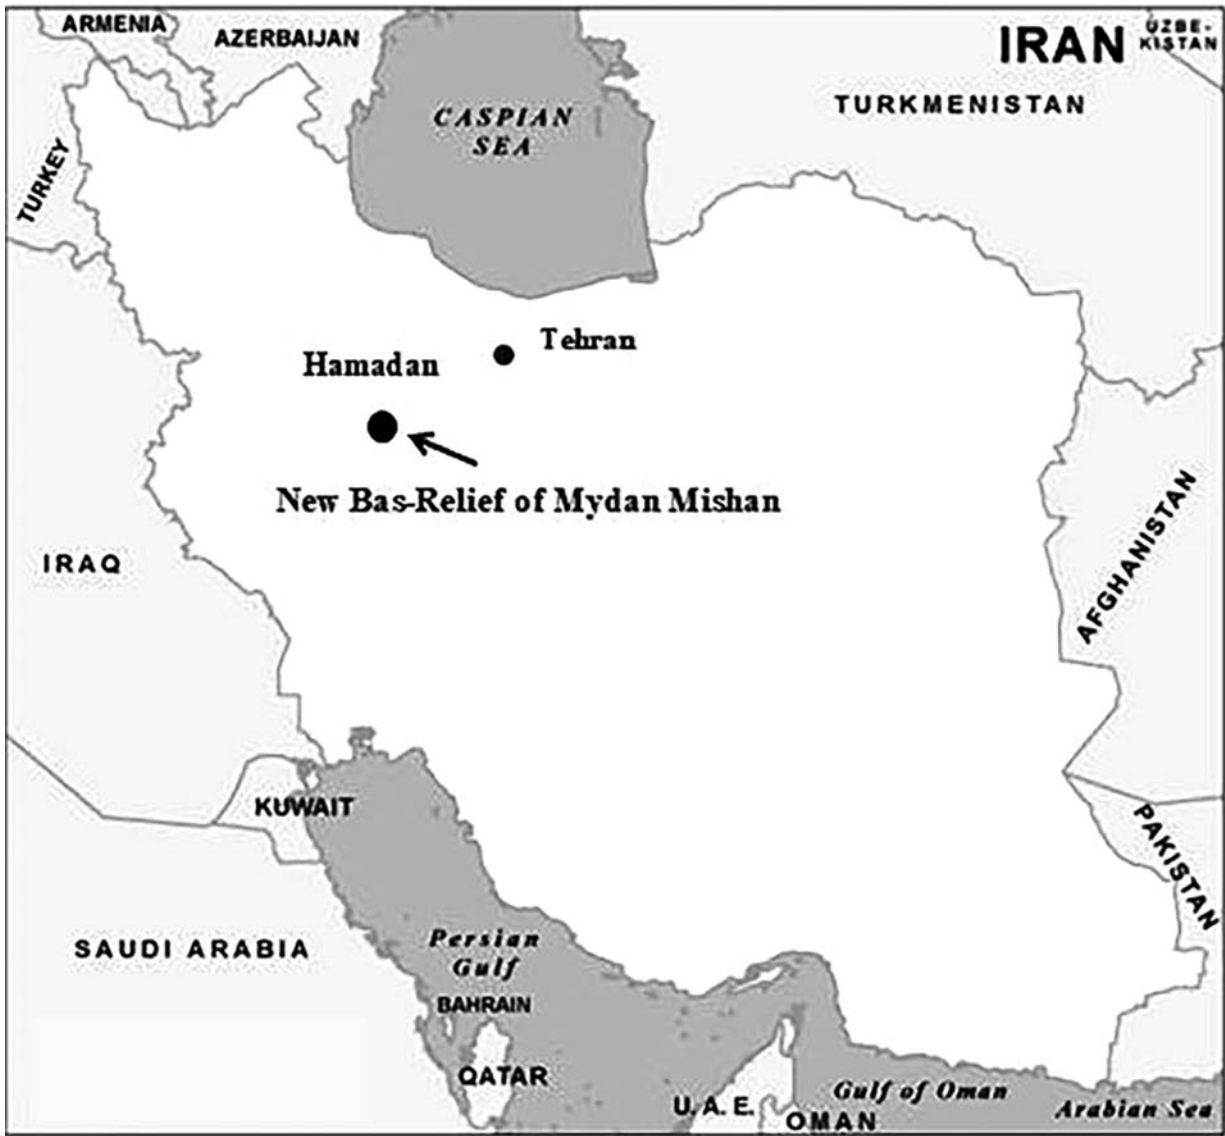 ARMENIA
AZERBAIJAN
IRAN
UZBE-
KISTAN
CASPIAN
SEA
TURKMENISTAN
TURKEY
Tehran
Hamadan
New Bas-Relief of Mydan Mishan
IRAQ
AFGHANISTAN
KUWAIT
PAKISTAN
SAUDI ARABIA
Persian
Gulf
BAHRAIN
QATAR
U. A. E.
OMAN
Gulf of Oman
Arabian Sea